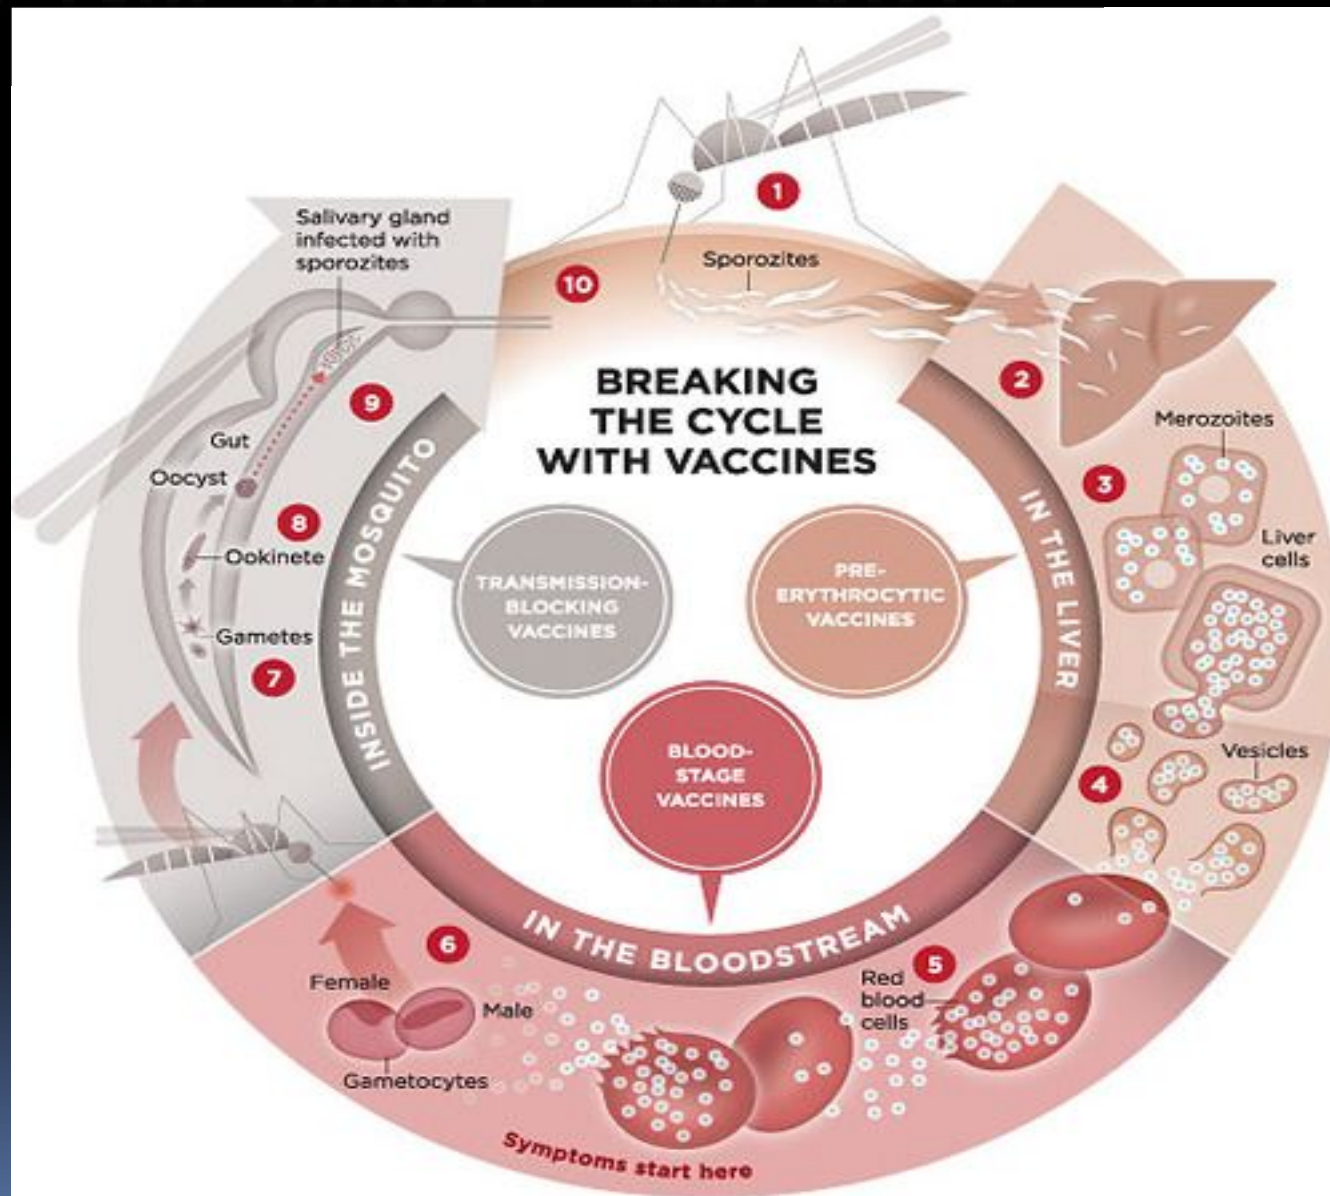 1
Salivary gland
infected with
sporozites
10
Sporozites
2
BREAKING
THE CYCLE
WITH VACCINES
9
Merozoites
Gut
3
Oocyst
8
Liver
cells
Ookinete
INSIDE THE MOSQUITO
TRANSMISSION-
BLOCKING
VACCINES
PRE-
ERYTHROCYTIC
VACCINES
IN THE LIVER
Gametes
7
BLOOD-
STAGE
VACCINES
Vesicles
4
IN THE BLOODSTREAM
6
5
Red
blood
cells
Female
Male
Gametocytes
Symptoms start here